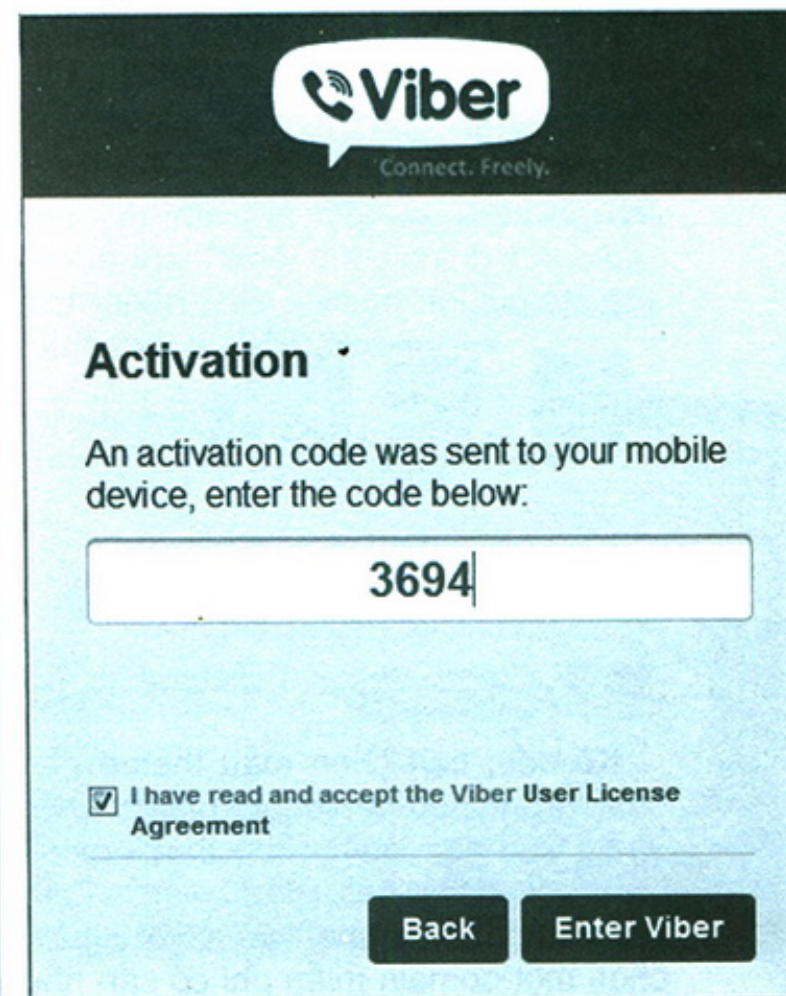 Viber
Connect. Freely.
Activation
An activation code was sent to your mobile
device, enter the code below:
3694
I have read and accept the Viber User License
Agreement
Back
Enter Viber